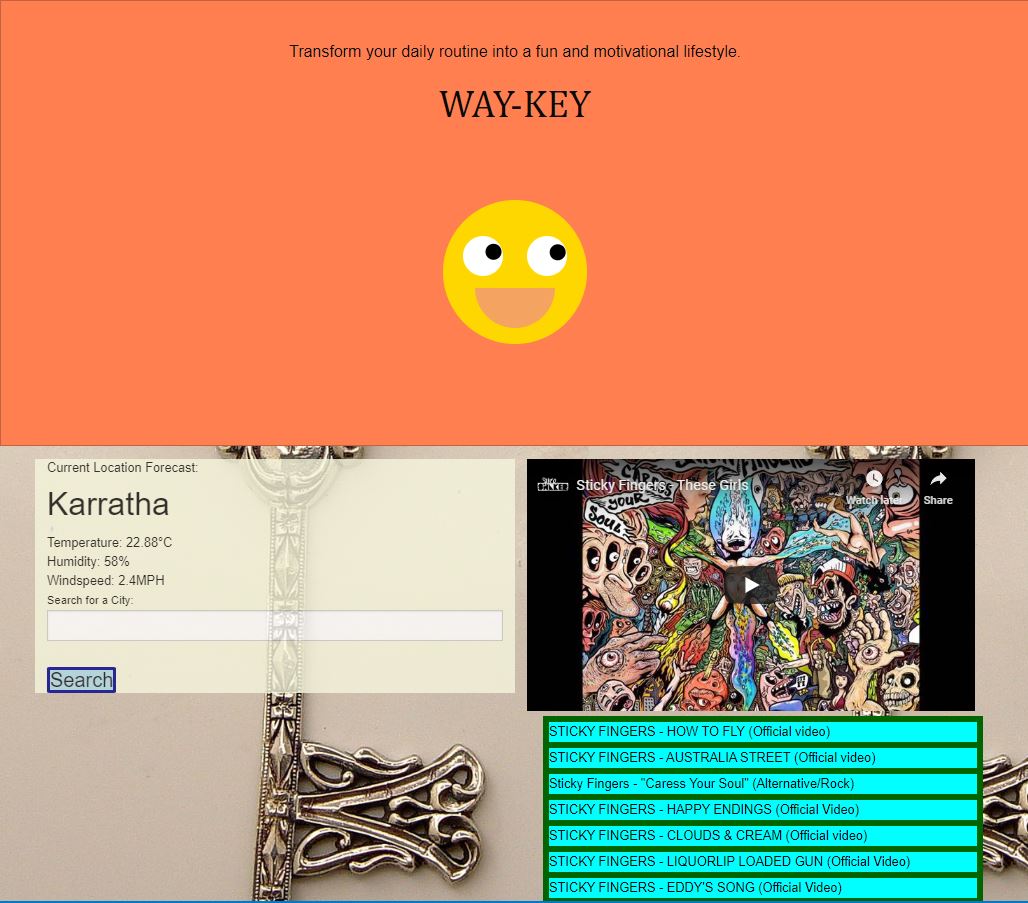 Transform your daily routine into a fun and motivational lifestyle.
WAY-KEY
Current Location Forecast:
Karratha
Temperature: 22.88°C
Humidity: 58%
Windspeed: 2.4MPH
Search for a City:
Search
Sticky Fingers - These Girls
Watch later
Share
CARESS
YOUR
SOUL
STICKY FINGERS - HOW TO FLY (Official video)
STICKY FINGERS - AUSTRALIA STREET (Official video)
Sticky Fingers - "Caress Your Soul" (Alternative/Rock)
STICKY FINGERS - HAPPY ENDINGS (Official Video)
STICKY FINGERS - CLOUDS & CREAM (Official video)
STICKY FINGERS - LIQUORLIP LOADED GUN (Official Video)
STICKY FINGERS - EDDY'S SONG (Official Video)